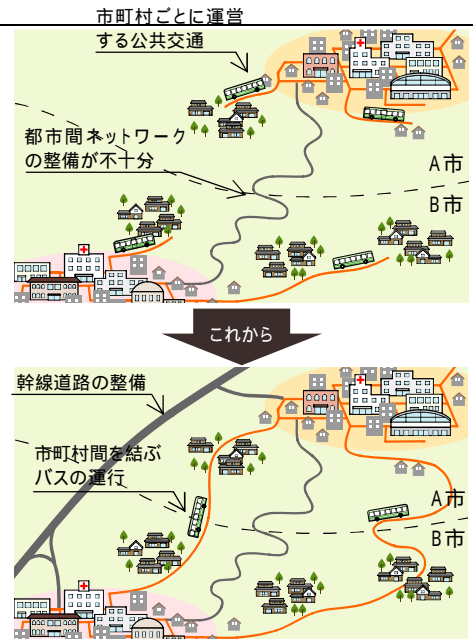 市町村ごとに運営
する公共交通
都市間ネットワーク
の整備が不十分
A市
B市
これから
幹線道路の整備
市町村間を結ぶ
バスの運行
A市
B市